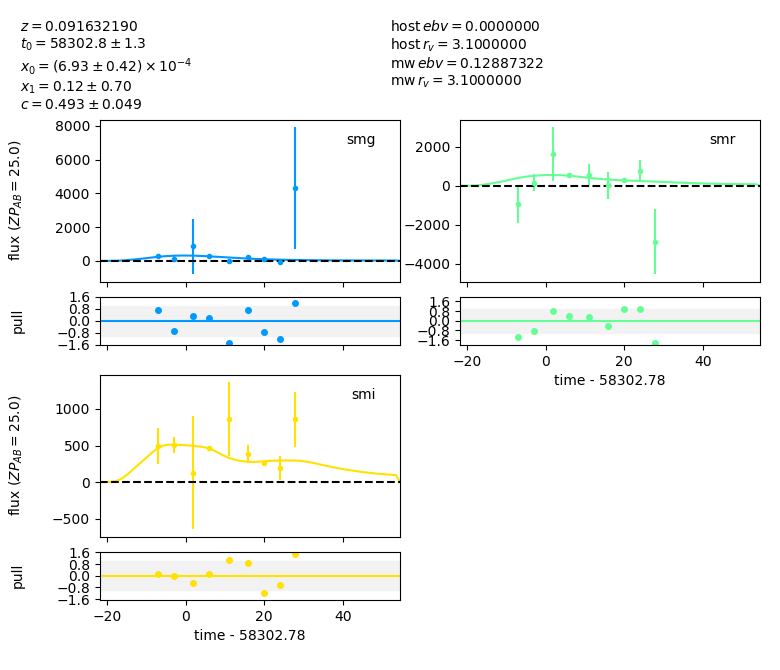 z = 0.091632190
t₀ = 58302.8 ± 1.3
x₀ = (6.93 ± 0.42) × 10⁻⁴
x₁ = 0.12 ± 0.70
c = 0.493 ± 0.049
host ebv = 0.0000000
host r_v = 3.1000000
mw ebv = 0.12887322
mw r_v = 3.1000000
smg
flux (ZP_AB = 25.0)
8000
6000
4000
2000
0
pull
1.6
0.8
0.0
−0.8
−1.6
smr
2000
0
−2000
−4000
1.6
0.8
0.0
−0.8
−1.6
−20
0
20
40
time - 58302.78
smi
flux (ZP_AB = 25.0)
1000
500
0
−500
pull
1.6
0.8
0.0
−0.8
−1.6
−20
0
20
40
time - 58302.78